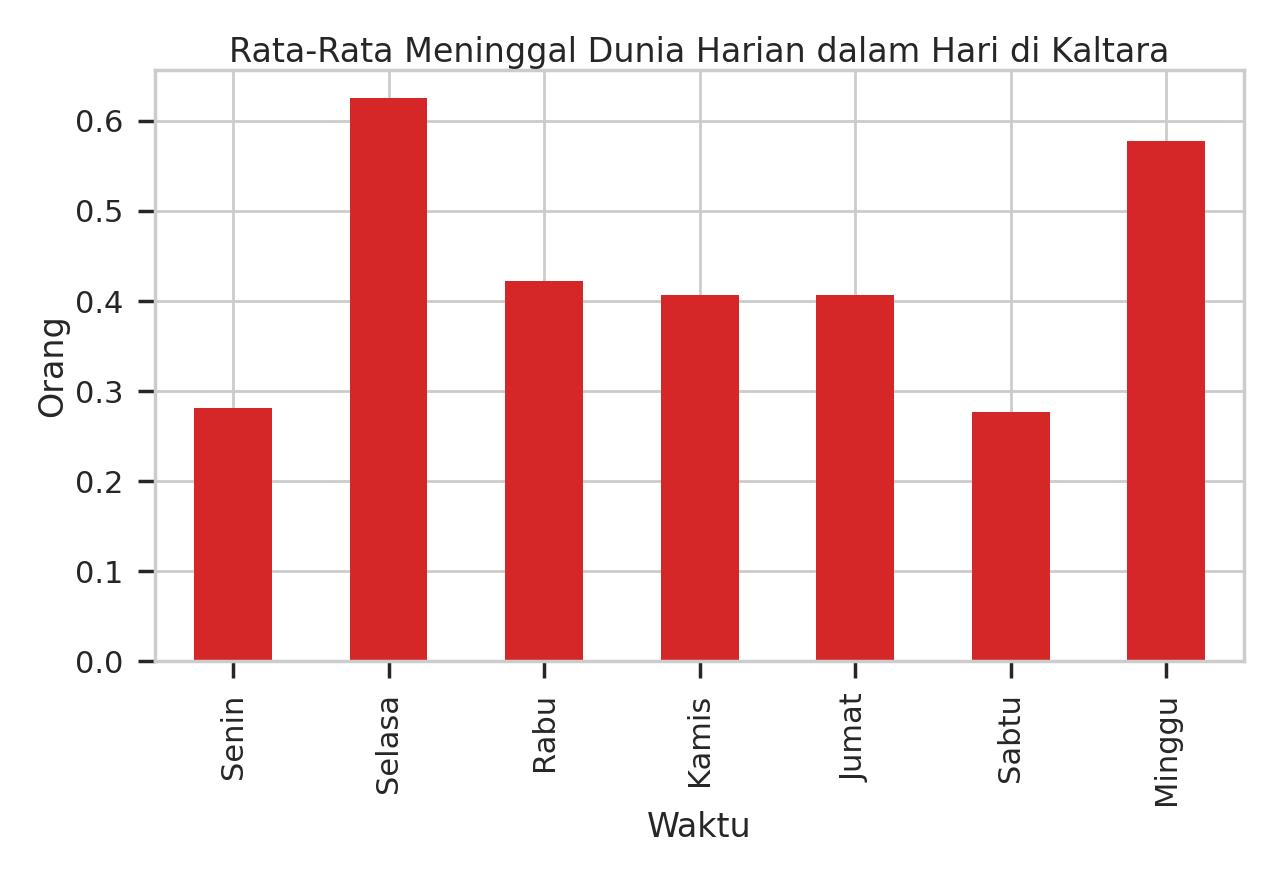 Rata-Rata Meninggal Dunia Harian dalam Hari di Kaltara
0.6
0.5
0.4
0.3
0.2
0.1
0.0
Orang
Senin
Selasa
Rabu
Kamis
Jumat
Sabtu
Minggu
Waktu